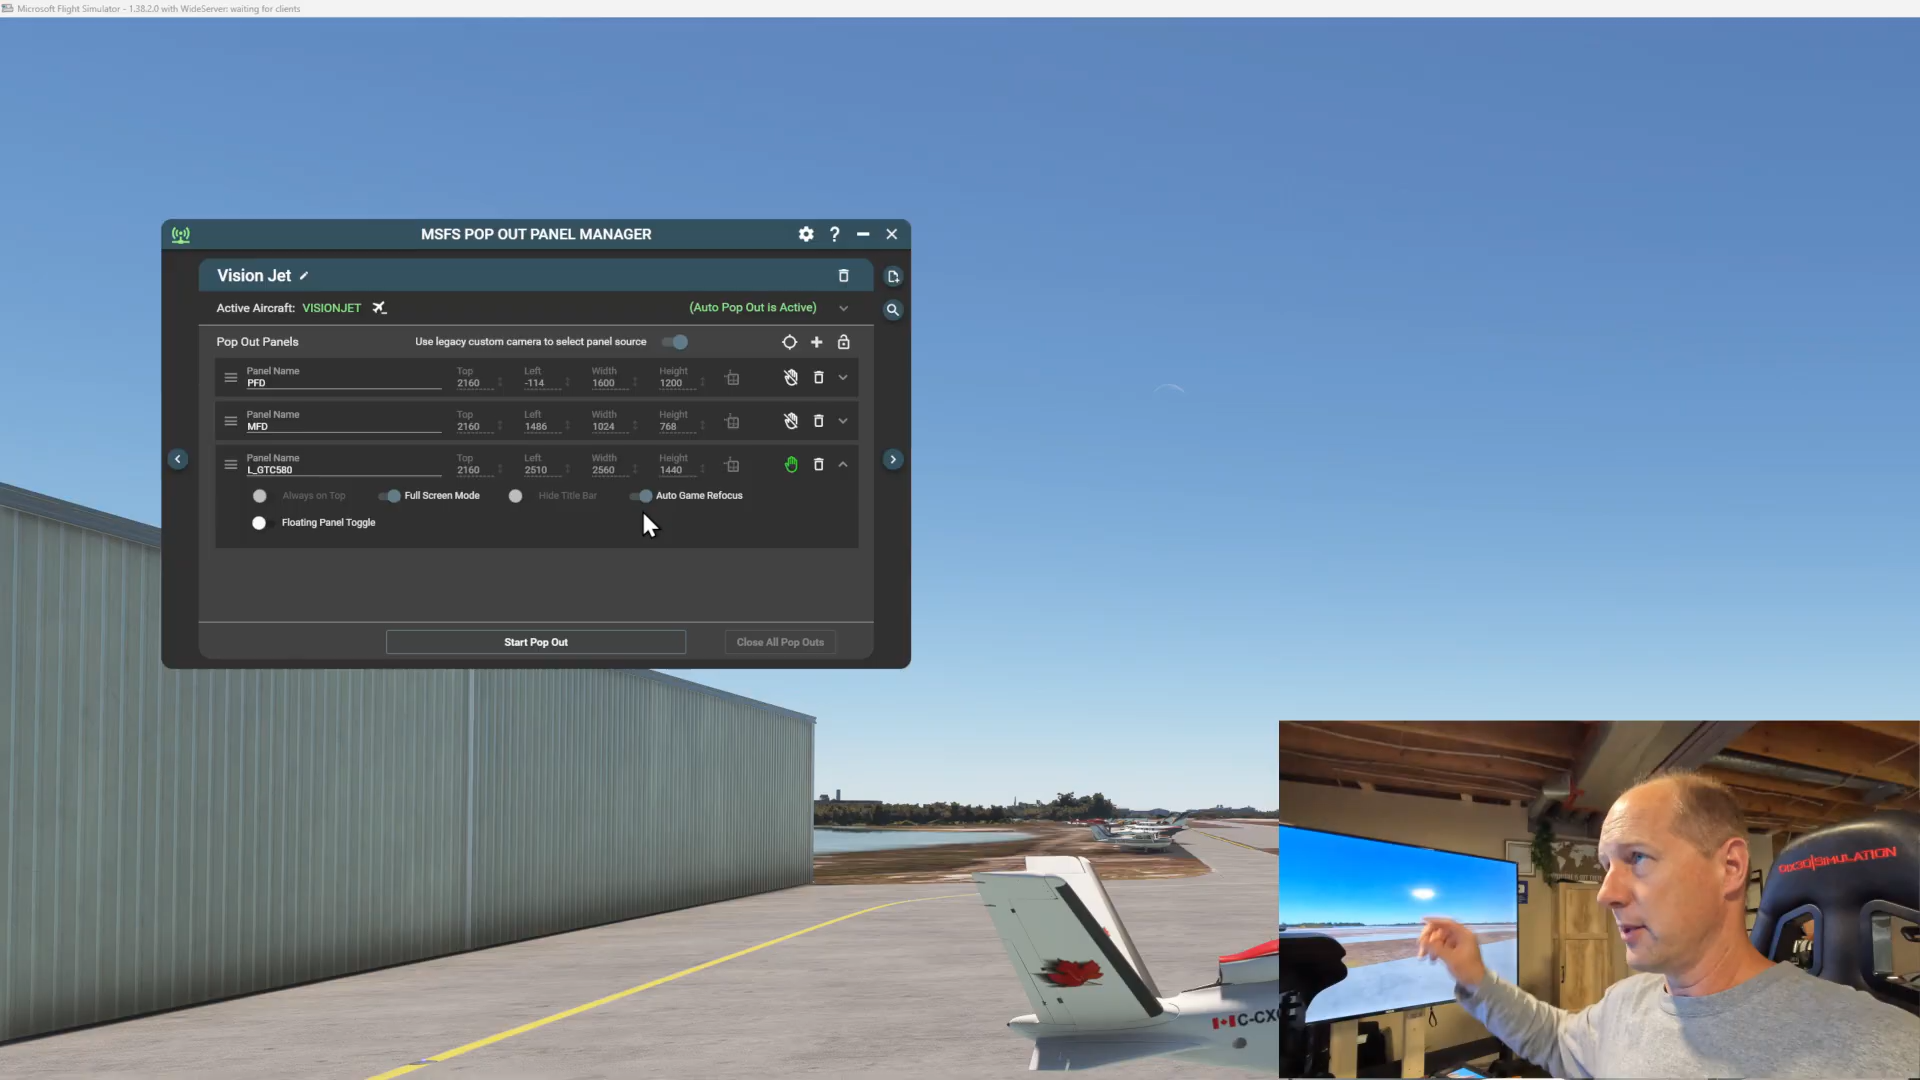 Microsoft Flight Simulator - 1.38.2.0 with WideServer: waiting for clients
MSFS POP OUT PANEL MANAGER
?
Vision Jet
Active Aircraft: VISIONJET
(Auto Pop Out is Active)
Pop Out Panels
Use legacy custom camera to select panel source
Panel Name Top Left Width Height
PFD 2160 -114 1600 1200
Panel Name Top Left Width Height
MFD 2160 1486 1024 768
Panel Name Top Left Width Height
L_GTC580 2160 2510 2560 1440
Always on Top Full Screen Mode Hide Title Bar Auto Game Refocus
Floating Panel Toggle
Start Pop Out Close All Pop Outs
SIMULATION